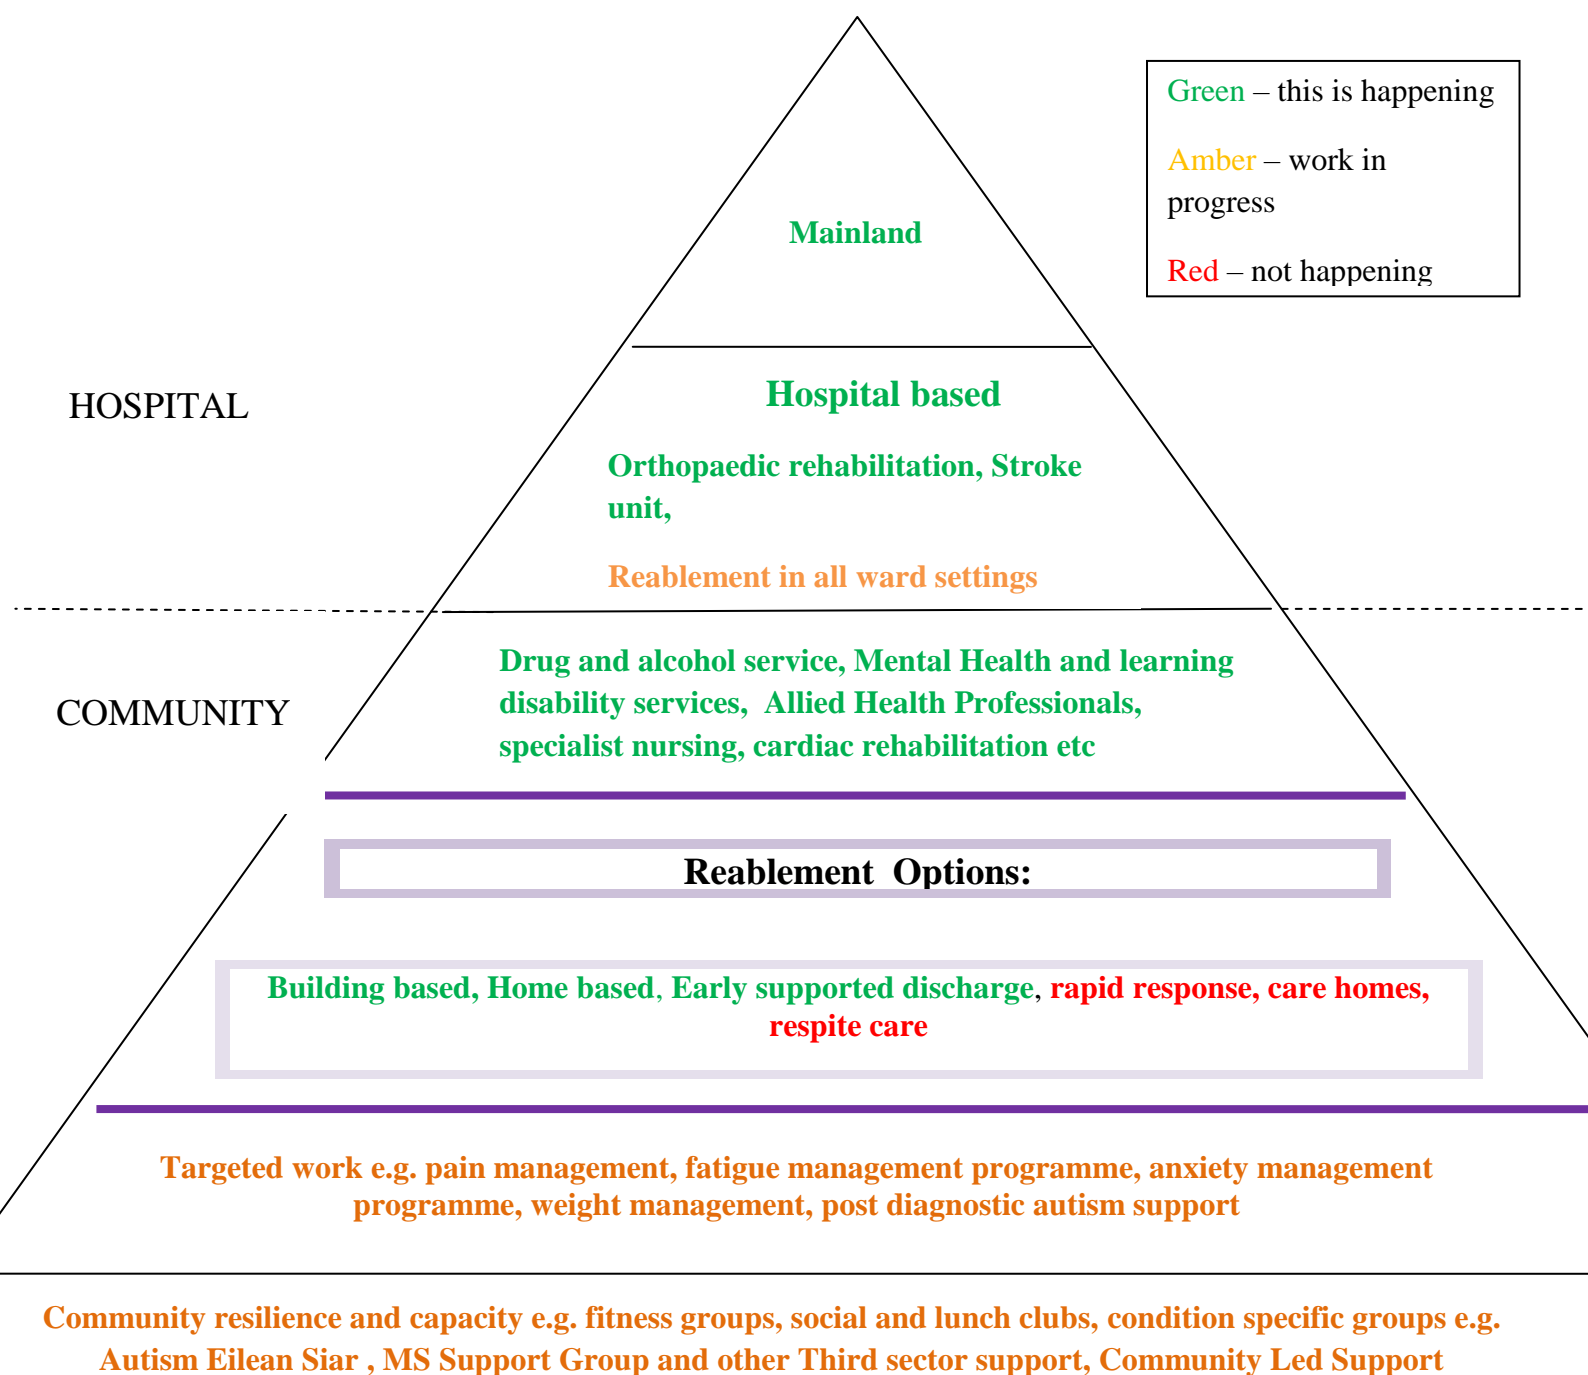 Green – this is happening
Amber – work in
progress
Red – not happening
Mainland
HOSPITAL
Hospital based
Orthopaedic rehabilitation, Stroke
unit,
Reablement in all ward settings
COMMUNITY
Drug and alcohol service, Mental Health and learning
disability services,  Allied Health Professionals,
specialist nursing, cardiac rehabilitation etc
Reablement  Options:
Building based, Home based, Early supported discharge, rapid response, care homes,
respite care
Targeted work e.g. pain management, fatigue management programme, anxiety management
programme, weight management, post diagnostic autism support
Community resilience and capacity e.g. fitness groups, social and lunch clubs, condition specific groups e.g.
Autism Eilean Siar , MS Support Group and other Third sector support, Community Led Support